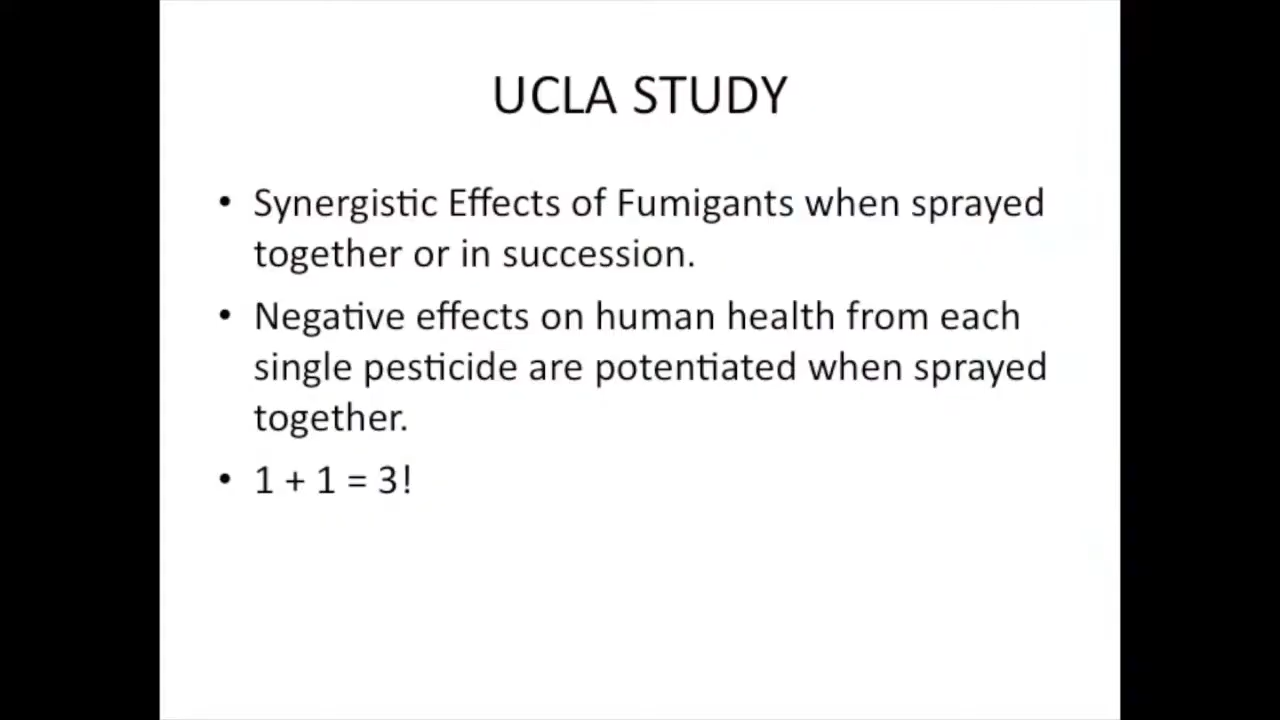 UCLA STUDY
• Synergistic Effects of Fumigants when sprayed
together or in succession.
• Negative effects on human health from each
single pesticide are potentiated when sprayed
together.
• 1 + 1 = 3!